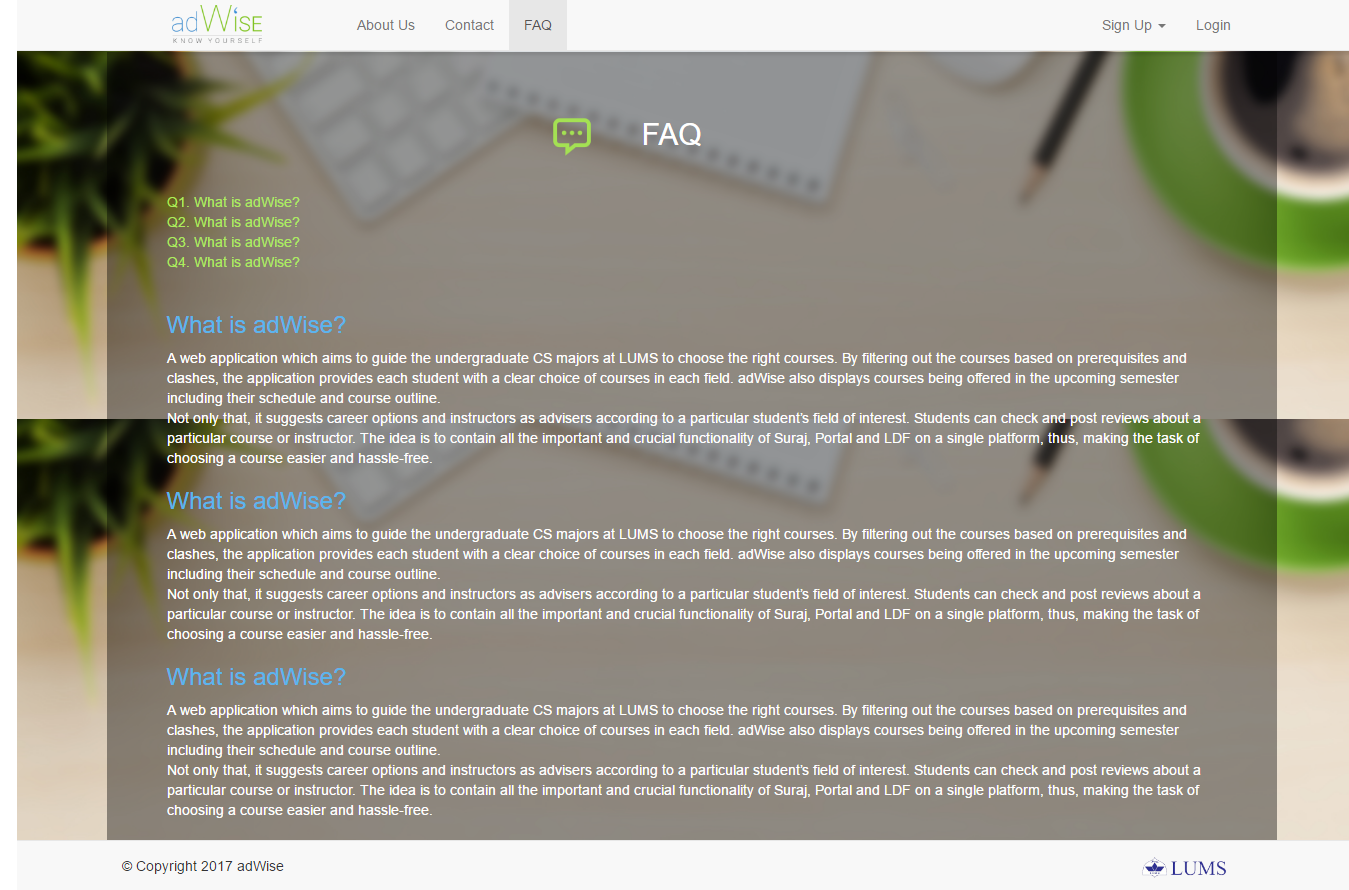 adWise
KNOW YOURSELF
About Us
Contact
FAQ
Sign Up
Login
FAQ
Q1. What is adWise?
Q2. What is adWise?
Q3. What is adWise?
Q4. What is adWise?
What is adWise?
A web application which aims to guide the undergraduate CS majors at LUMS to choose the right courses. By filtering out the courses based on prerequisites and
clashes, the application provides each student with a clear choice of courses in each field. adWise also displays courses being offered in the upcoming semester
including their schedule and course outline.
Not only that, it suggests career options and instructors as advisers according to a particular student's field of interest. Students can check and post reviews about a
particular course or instructor. The idea is to contain all the important and crucial functionality of Suraj, Portal and LDF on a single platform, thus, making the task of
choosing a course easier and hassle-free.
What is adWise?
A web application which aims to guide the undergraduate CS majors at LUMS to choose the right courses. By filtering out the courses based on prerequisites and
clashes, the application provides each student with a clear choice of courses in each field. adWise also displays courses being offered in the upcoming semester
including their schedule and course outline.
Not only that, it suggests career options and instructors as advisers according to a particular student's field of interest. Students can check and post reviews about a
particular course or instructor. The idea is to contain all the important and crucial functionality of Suraj, Portal and LDF on a single platform, thus, making the task of
choosing a course easier and hassle-free.
What is adWise?
A web application which aims to guide the undergraduate CS majors at LUMS to choose the right courses. By filtering out the courses based on prerequisites and
clashes, the application provides each student with a clear choice of courses in each field. adWise also displays courses being offered in the upcoming semester
including their schedule and course outline.
Not only that, it suggests career options and instructors as advisers according to a particular student's field of interest. Students can check and post reviews about a
particular course or instructor. The idea is to contain all the important and crucial functionality of Suraj, Portal and LDF on a single platform, thus, making the task of
choosing a course easier and hassle-free.
© Copyright 2017 adWise
LUMS